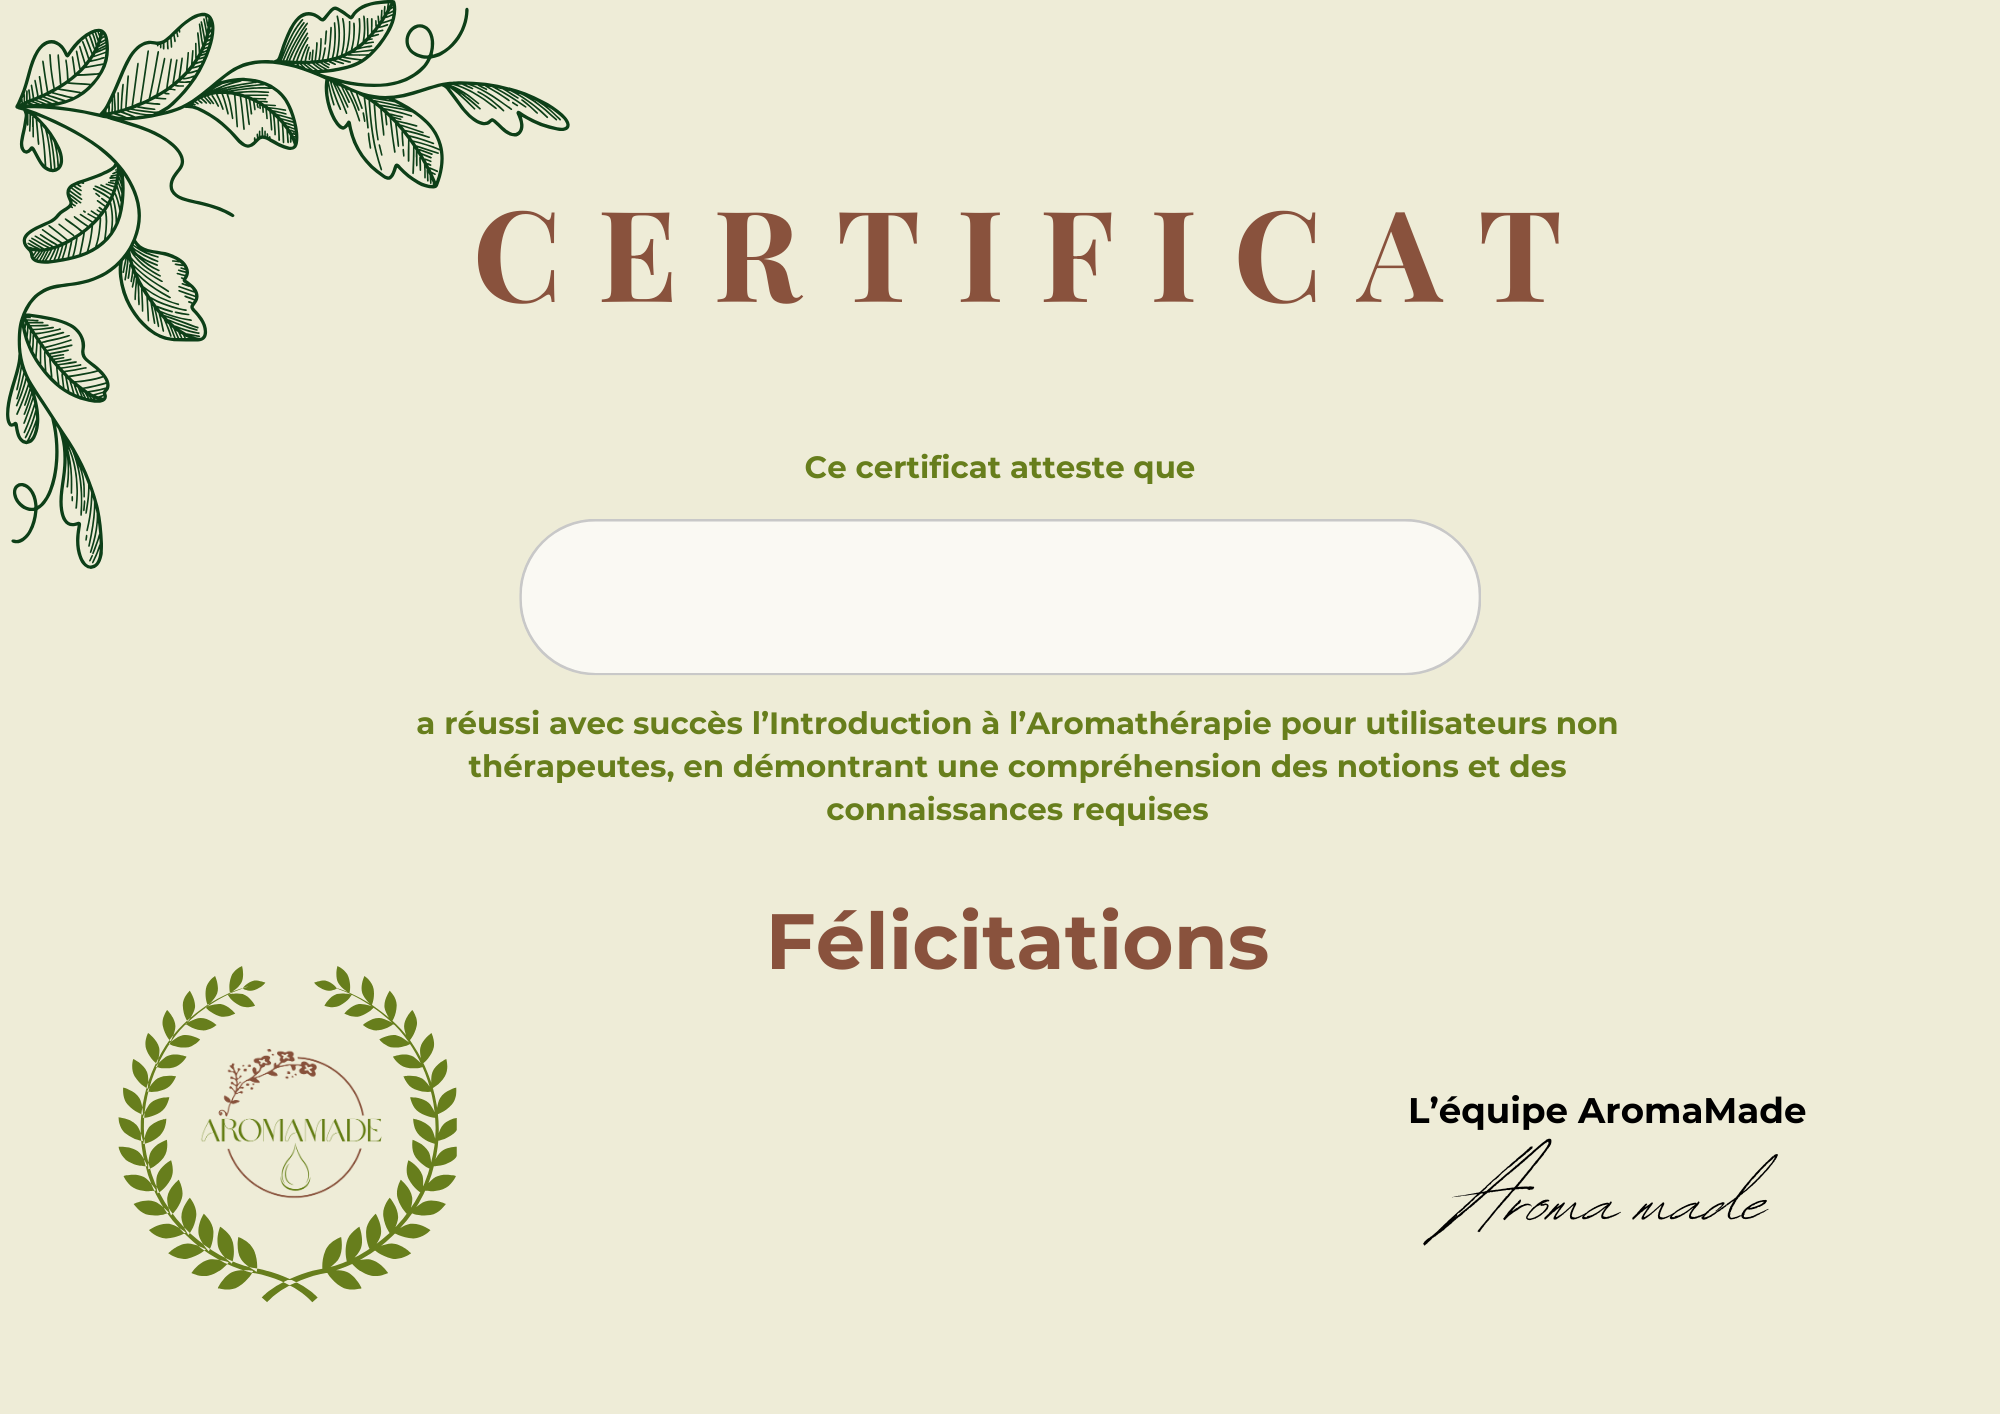 CERTIFICAT
Ce certificat atteste que
a réussi avec succès l’Introduction à l’Aromathérapie pour utilisateurs non
thérapeutes, en démontrant une compréhension des notions et des
connaissances requises
Félicitations
AROMAMADE
L’équipe AromaMade
Aroma made